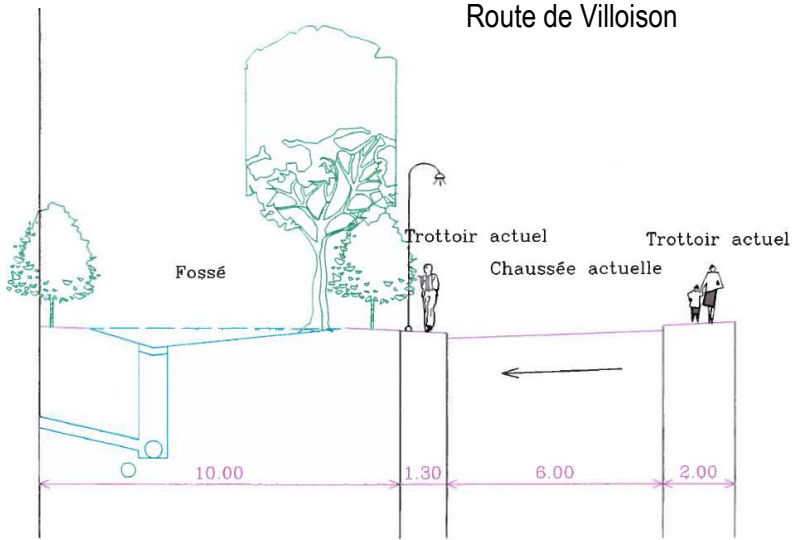 Route de Villoison
Trottoir actuel
Trottoir actuel
Fossé
Chaussée actuelle
10.00
1.30
6.00
2.00